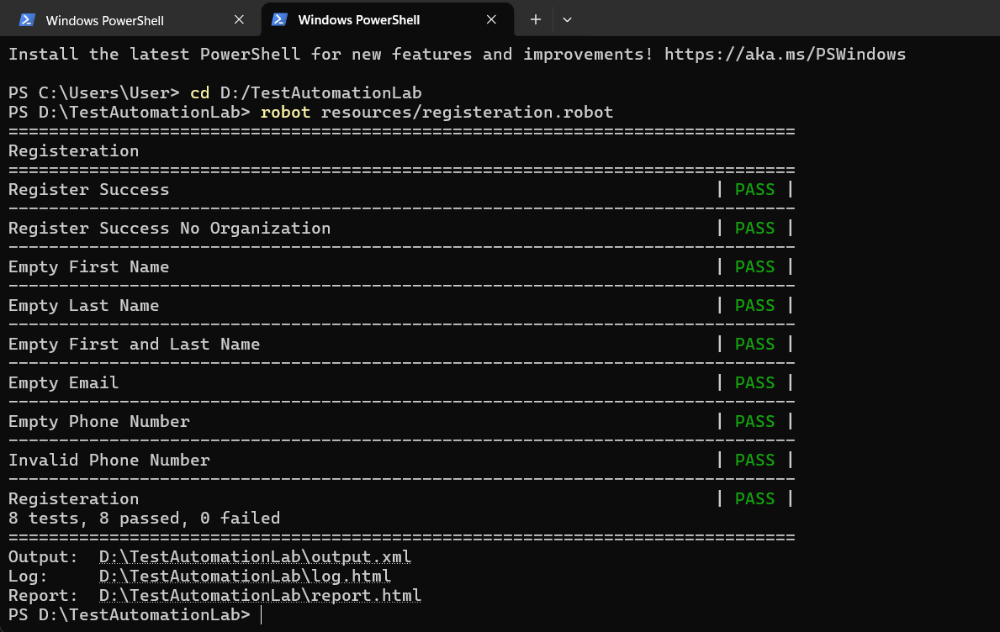 Windows PowerShell
Windows PowerShell
Install the latest PowerShell for new features and improvements! https://aka.ms/PSWindows
PS C:\Users\User> cd D:/TestAutomationLab
PS D:\TestAutomationLab> robot resources/registeration.robot
==============================================================================
Registeration
==============================================================================
Register Success | PASS |
------------------------------------------------------------------------------
Register Success No Organization | PASS |
------------------------------------------------------------------------------
Empty First Name | PASS |
------------------------------------------------------------------------------
Empty Last Name | PASS |
------------------------------------------------------------------------------
Empty First and Last Name | PASS |
------------------------------------------------------------------------------
Empty Email | PASS |
------------------------------------------------------------------------------
Empty Phone Number | PASS |
------------------------------------------------------------------------------
Invalid Phone Number | PASS |
------------------------------------------------------------------------------
Registeration | PASS |
8 tests, 8 passed, 0 failed
==============================================================================
Output: D:\TestAutomationLab\output.xml
Log: D:\TestAutomationLab\log.html
Report: D:\TestAutomationLab\report.html
PS D:\TestAutomationLab>